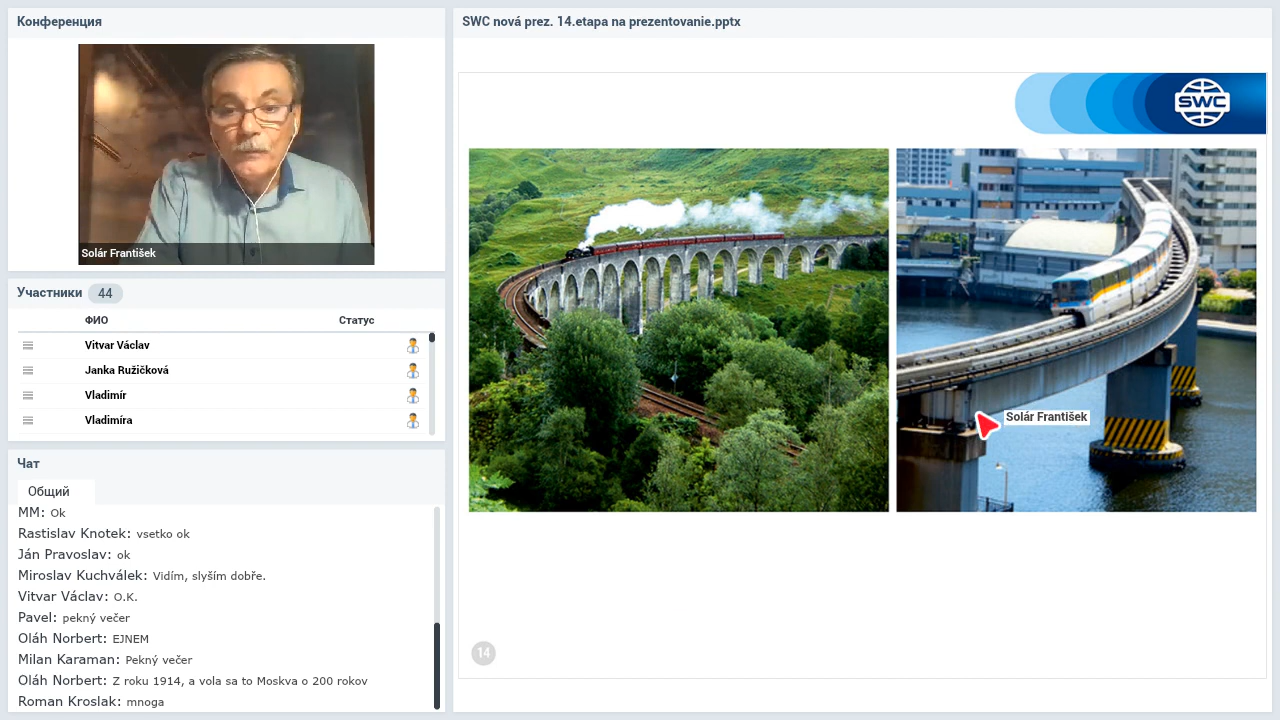 Конференция
Solár František
Участники 44
ФИО Статус
Vitvar Václav
Janka Ružičková
Vladimír
Vladimíra
Чат
Общий
MM: Ok
Rastislav Knotek: vsetko ok
Ján Pravoslav: ok
Miroslav Kuchválek: Vidím, slyším dobře.
Vitvar Václav: O.K.
Pavel: pekný večer
Oláh Norbert: EJNEM
Milan Karaman: Pekný večer
Oláh Norbert: Z roku 1914, a vola sa to Moskva o 200 rokov
Roman Kroslak: mnoga
SWC nová prez. 14.etapa na prezentovanie.pptx
SWC
Solár František
14